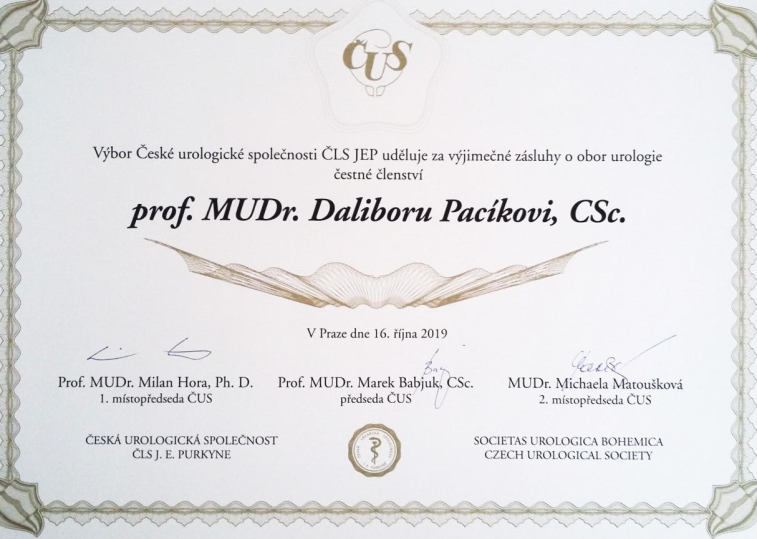 ČUS
Výbor České urologické společnosti ČLS JEP uděluje za výjimečné zásluhy o obor urologie
čestné členství
prof. MUDr. Daliboru Pacíkovi, CSc.
V Praze dne 16. října 2019
Prof. MUDr. Milan Hora, Ph. D.
1. místopředseda ČUS
Prof. MUDr. Marek Babjuk, CSc.
předseda ČUS
MUDr. Michaela Matoušková
2. místopředseda ČUS
ČESKÁ UROLOGICKÁ SPOLEČNOST
ČLS J. E. PURKYNE
SOCIETAS UROLOGICA BOHEMICA
CZECH UROLOGICAL SOCIETY